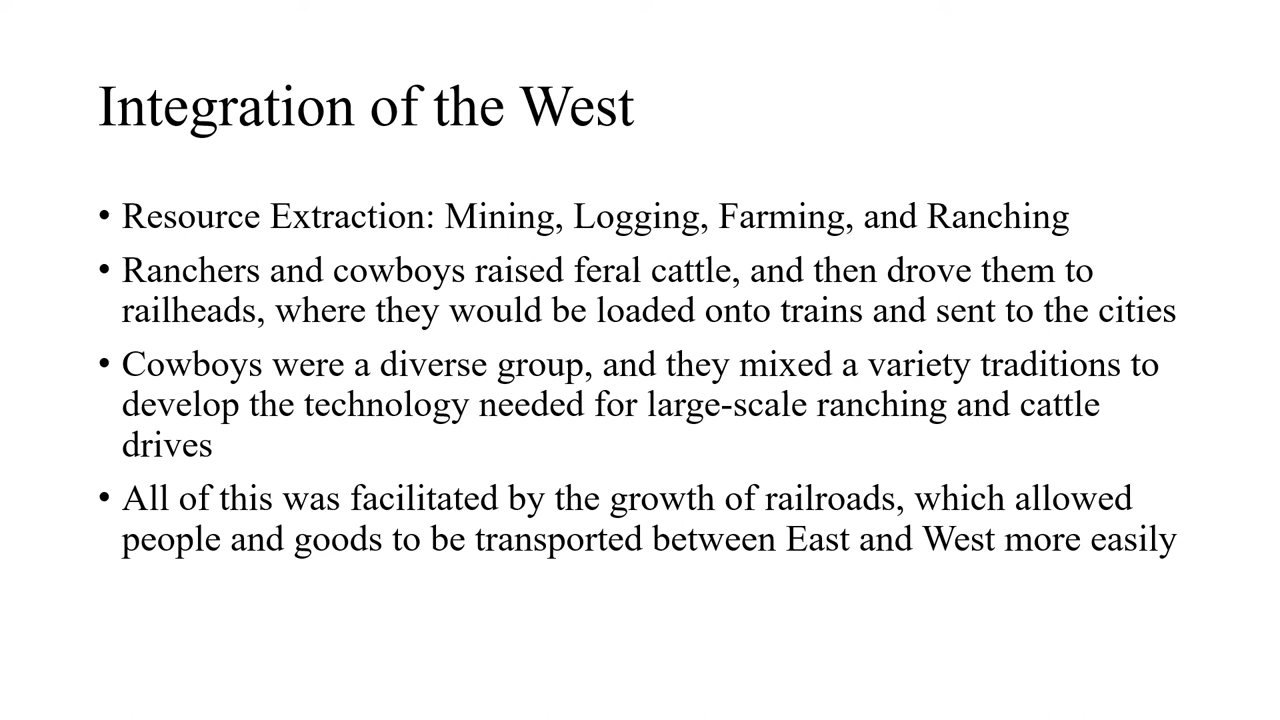 Integration of the West
• Resource Extraction: Mining, Logging, Farming, and Ranching
• Ranchers and cowboys raised feral cattle, and then drove them to
railheads, where they would be loaded onto trains and sent to the cities
• Cowboys were a diverse group, and they mixed a variety traditions to
develop the technology needed for large-scale ranching and cattle
drives
• All of this was facilitated by the growth of railroads, which allowed
people and goods to be transported between East and West more easily